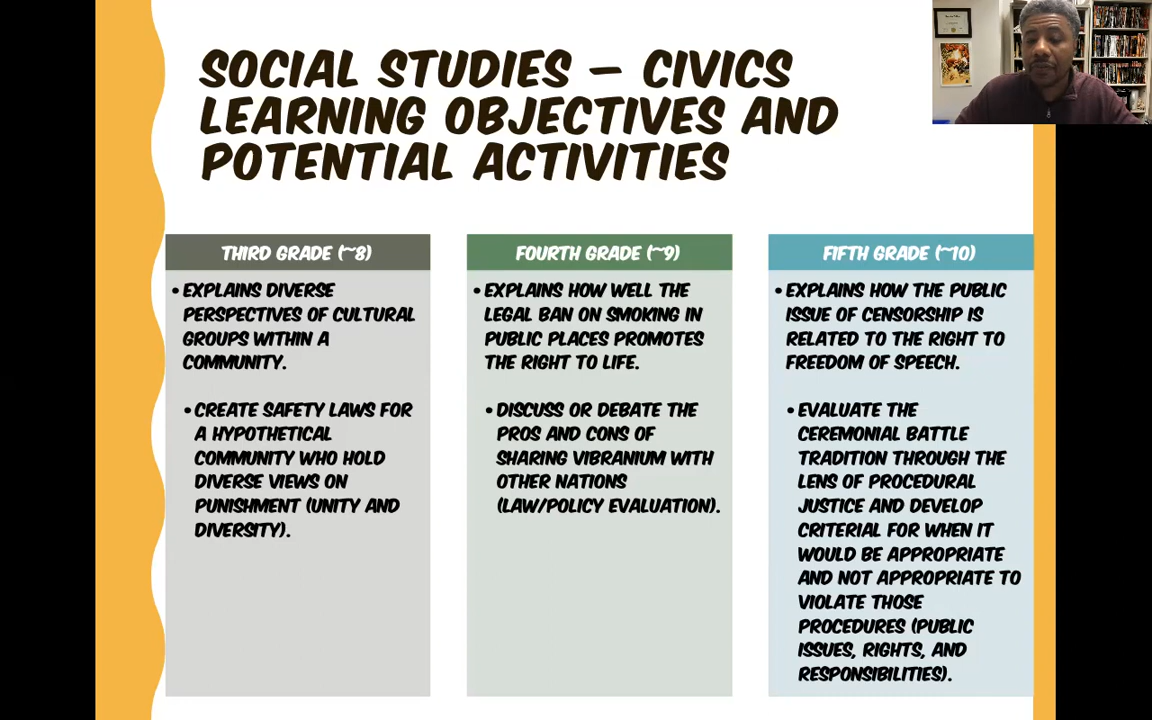 SOCIAL STUDIES – CIVICS
LEARNING OBJECTIVES AND
POTENTIAL ACTIVITIES
THIRD GRADE (~8)
• EXPLAINS DIVERSE
PERSPECTIVES OF CULTURAL
GROUPS WITHIN A
COMMUNITY.
• CREATE SAFETY LAWS FOR
A HYPOTHETICAL
COMMUNITY WHO HOLD
DIVERSE VIEWS ON
PUNISHMENT (UNITY AND
DIVERSITY).
FOURTH GRADE (~9)
• EXPLAINS HOW WELL THE
LEGAL BAN ON SMOKING IN
PUBLIC PLACES PROMOTES
THE RIGHT TO LIFE.
• DISCUSS OR DEBATE THE
PROS AND CONS OF
SHARING VIBRANIUM WITH
OTHER NATIONS
(LAW/POLICY EVALUATION).
FIFTH GRADE (~10)
• EXPLAINS HOW THE PUBLIC
ISSUE OF CENSORSHIP IS
RELATED TO THE RIGHT TO
FREEDOM OF SPEECH.
• EVALUATE THE
CEREMONIAL BATTLE
TRADITION THROUGH THE
LENS OF PROCEDURAL
JUSTICE AND DEVELOP
CRITERIAL FOR WHEN IT
WOULD BE APPROPRIATE
AND NOT APPROPRIATE TO
VIOLATE THOSE
PROCEDURES (PUBLIC
ISSUES, RIGHTS, AND
RESPONSIBILITIES).